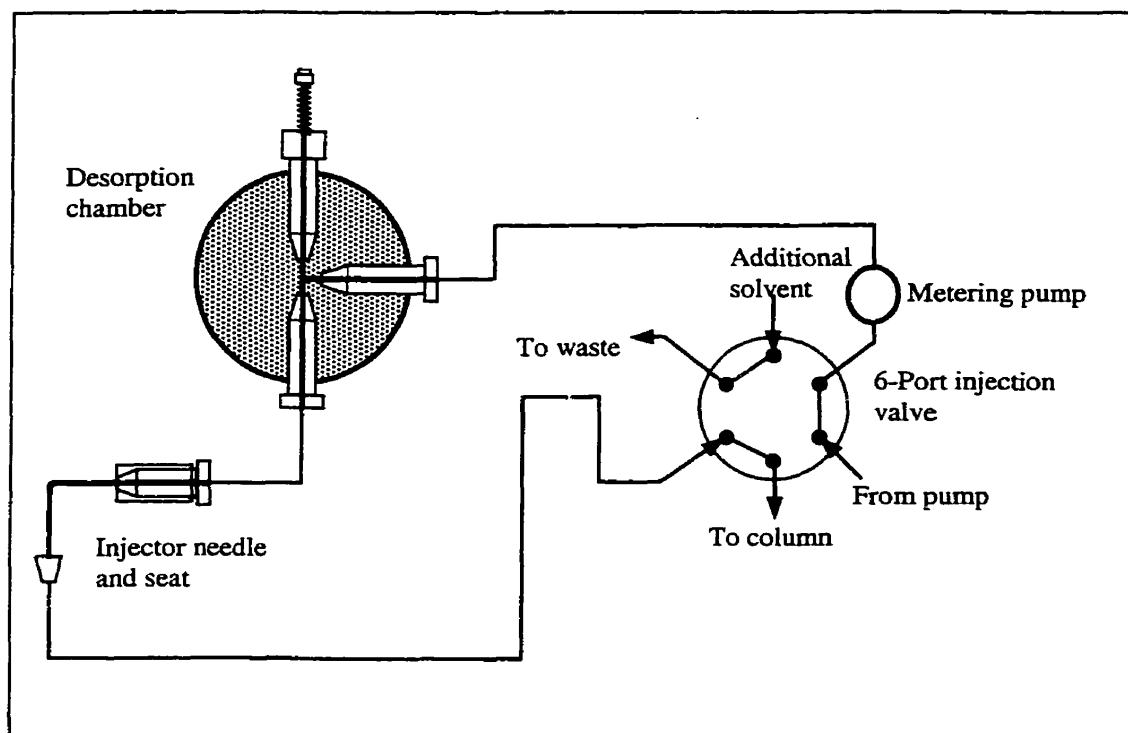 Desorption
chamber
Additional
solvent
Metering pump
To waste
6-Port injection
valve
From pump
To column
Injector needle
and seat